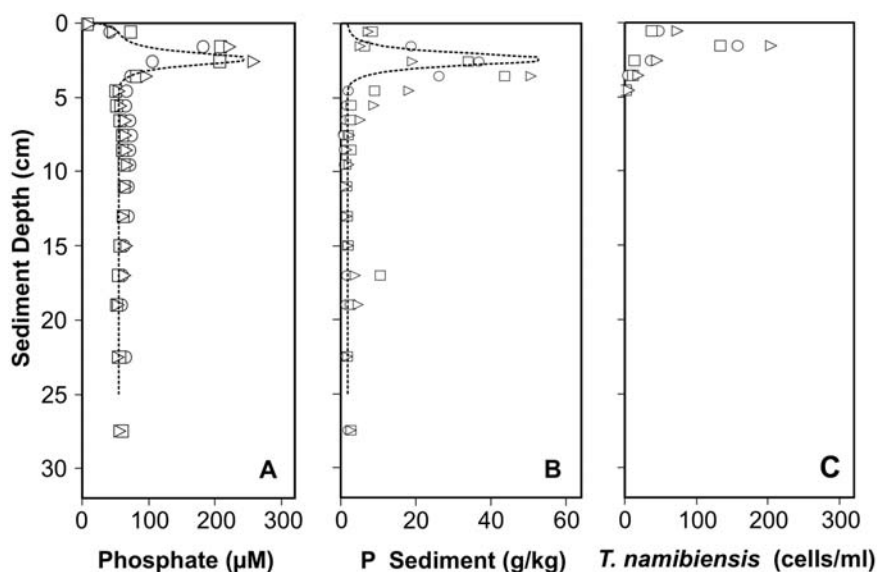 0
5
10
15
20
25
30
Sediment Depth (cm)
A
B
C
0 100 200 300
0 20 40 60
0 100 200 300
Phosphate (µM)
P Sediment (g/kg)
T. namibiensis (cells/ml)